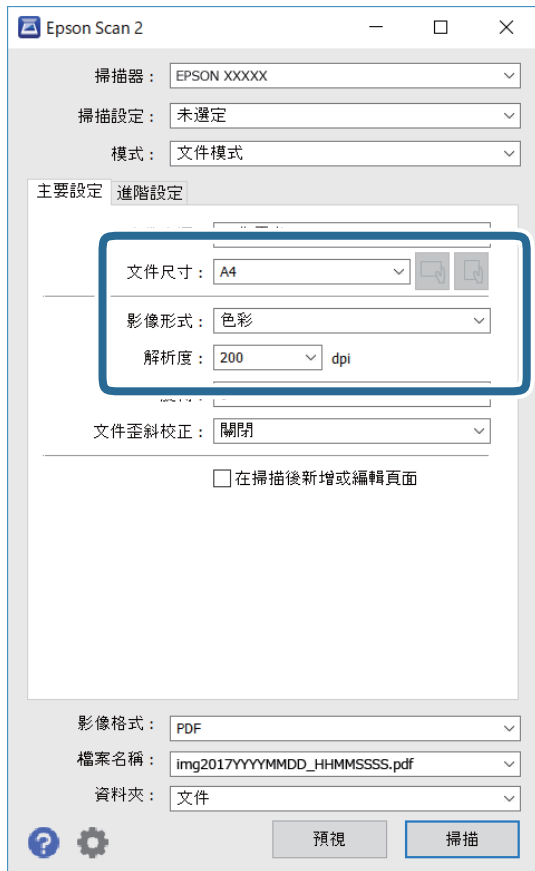 Epson Scan 2
掃描器： EPSON XXXXX
掃描設定： 未選定
模式： 文件模式
主要設定 進階設定
文件尺寸： A4
影像形式： 色彩
解析度： 200 dpi
文件歪斜校正： 關閉
在掃描後新增或編輯頁面
影像格式： PDF
檔案名稱： img2017YYYYMMDD_HHMMSSSS.pdf
資料夾： 文件
預視 掃描